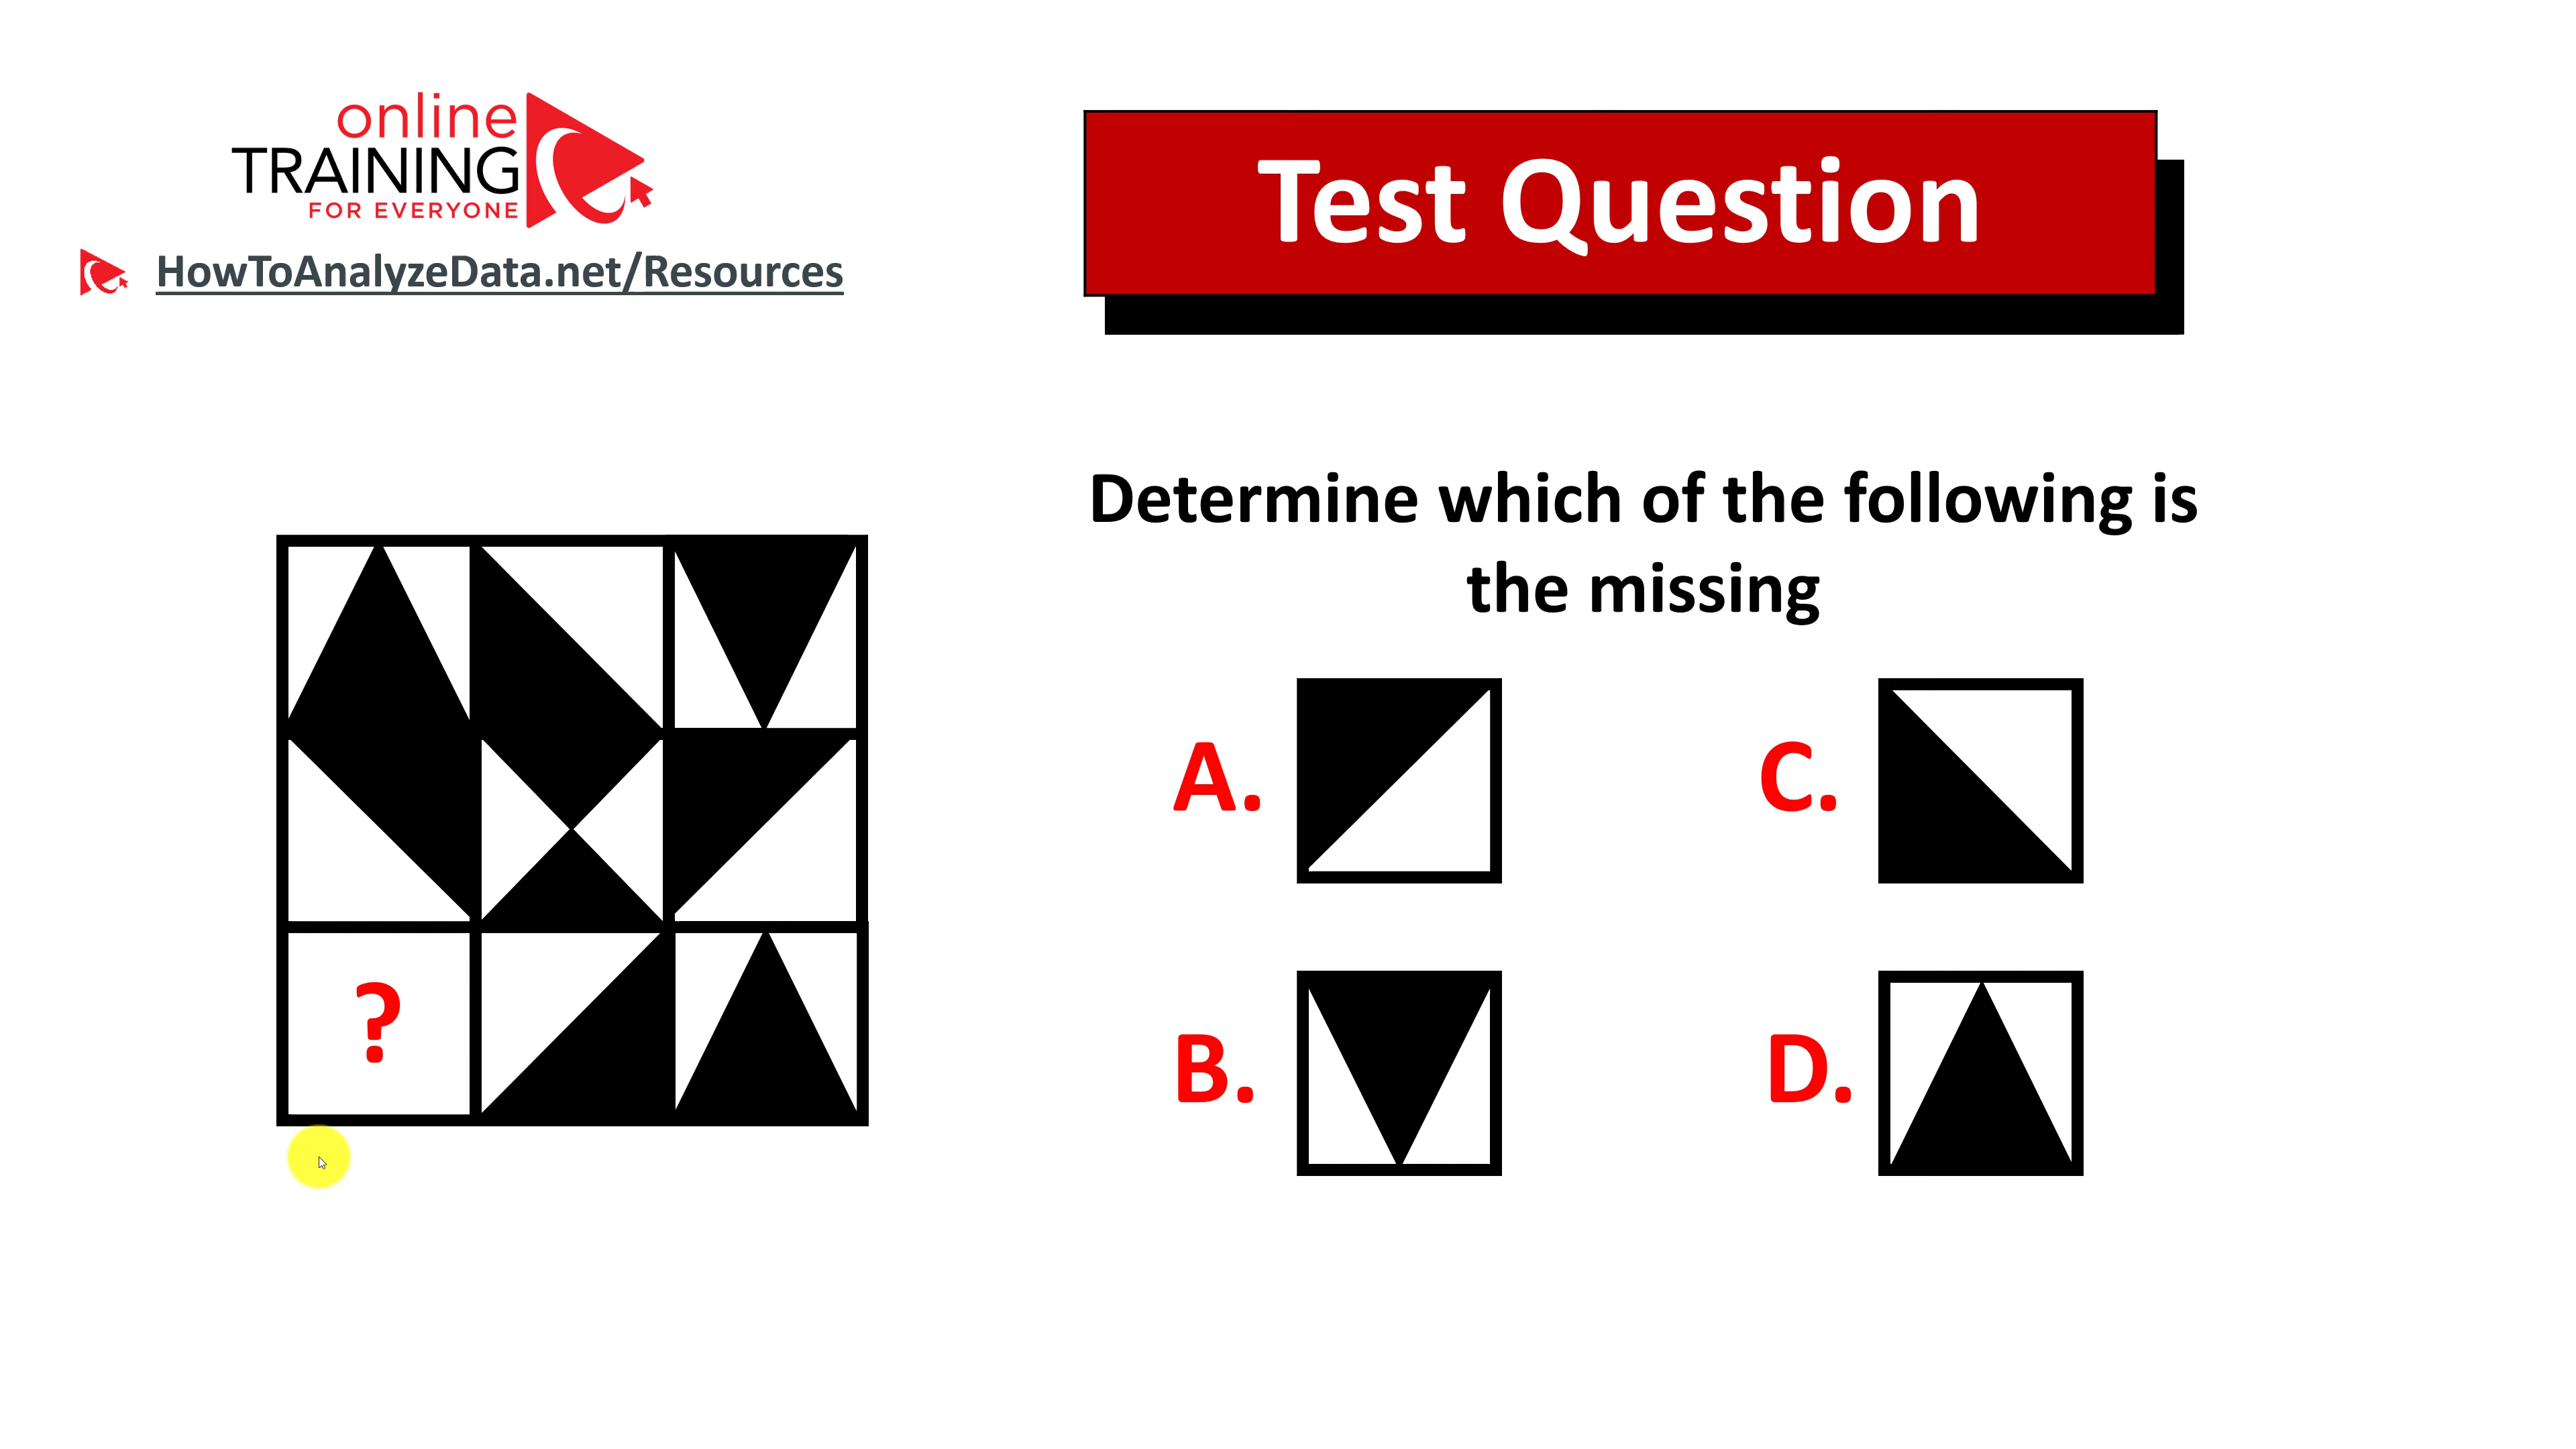 online
TRAINING
FOR EVERYONE
HowToAnalyzeData.net/Resources
Test Question
Determine which of the following is
the missing
?
A.
C.
B.
D.